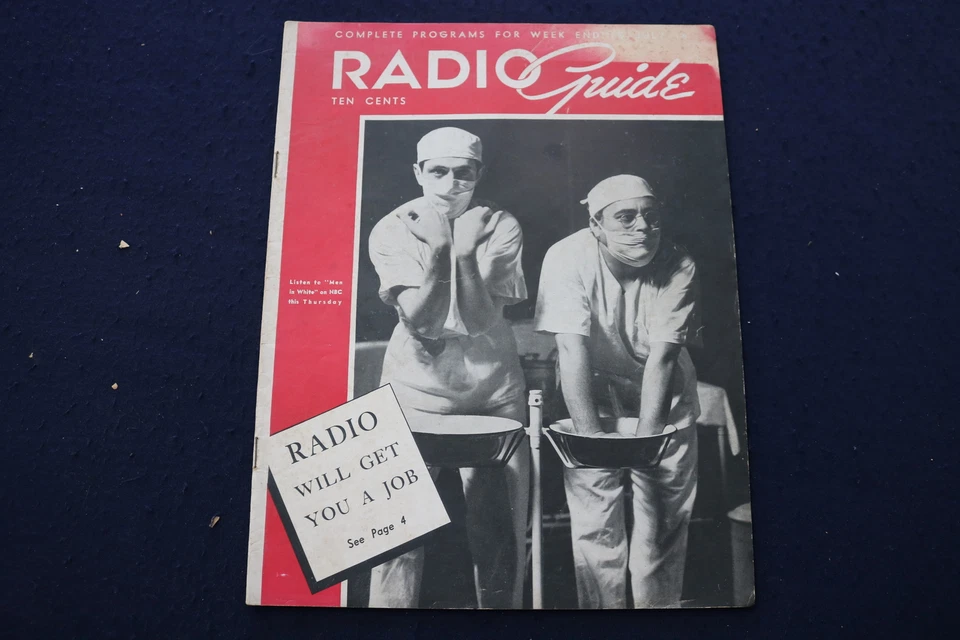 COMPLETE PROGRAMS FOR WEEK
RADIO Guide
TEN CENTS
Listen to "Men
in White" on NBC
this Thursday
RADIO
WILL GET
YOU A JOB
See Page 4